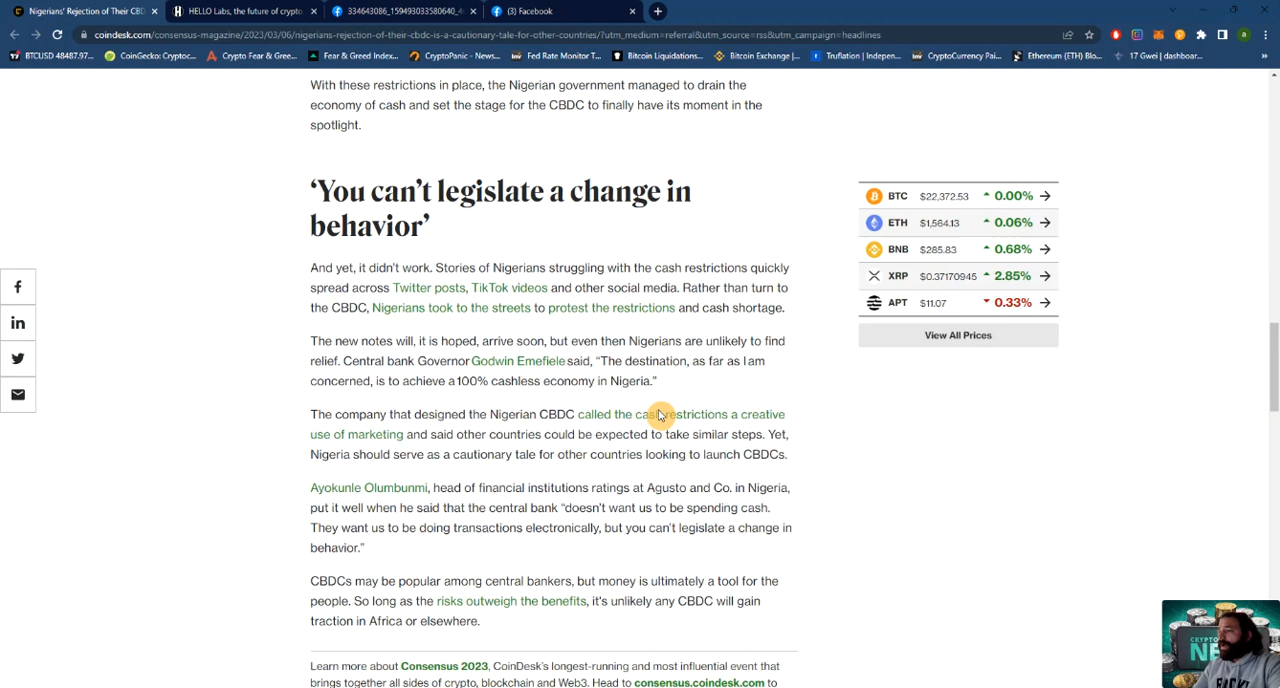 Nigerians' Rejection of Their CBD
HELLO Labs, the future of crypto
334643086_159493033580640_4
(3) Facebook
coindesk.com/consensus-magazine/2023/03/06/nigerians-rejection-of-their-cbdc-is-a-cautionary-tale-for-other-countries/?utm_medium=referral&utm_source=rss&utm_campaign=headlines
BTCUSD 48487.97...
CoinGecko: Cryptoc...
Crypto Fear & Gree...
Fear & Greed Index...
CryptoPanic - News...
Fed Rate Monitor T...
Bitcoin Liquidations...
Bitcoin Exchange |...
Truflation | Indepen...
CryptoCurrency Pai...
Ethereum (ETH) Blo...
17 Gwei | dashboar...
With these restrictions in place, the Nigerian government managed to drain the
economy of cash and set the stage for the CBDC to finally have its moment in the
spotlight.
‘You can’t legislate a change in
behavior’
And yet, it didn’t work. Stories of Nigerians struggling with the cash restrictions quickly
spread across Twitter posts, TikTok videos and other social media. Rather than turn to
the CBDC, Nigerians took to the streets to protest the restrictions and cash shortage.
The new notes will, it is hoped, arrive soon, but even then Nigerians are unlikely to find
relief. Central bank Governor Godwin Emefiele said, “The destination, as far as I am
concerned, is to achieve a 100% cashless economy in Nigeria.”
The company that designed the Nigerian CBDC called the cash restrictions a creative
use of marketing and said other countries could be expected to take similar steps. Yet,
Nigeria should serve as a cautionary tale for other countries looking to launch CBDCs.
Ayokunle Olumbunmi, head of financial institutions ratings at Agusto and Co. in Nigeria,
put it well when he said that the central bank “doesn’t want us to be spending cash.
They want us to be doing transactions electronically, but you can’t legislate a change in
behavior.”
CBDCs may be popular among central bankers, but money is ultimately a tool for the
people. So long as the risks outweigh the benefits, it’s unlikely any CBDC will gain
traction in Africa or elsewhere.
Learn more about Consensus 2023, CoinDesk’s longest-running and most influential event that
brings together all sides of crypto, blockchain and Web3. Head to consensus.coindesk.com to
BTC $22,372.53 0.00%
ETH $1,564.13 0.06%
BNB $285.83 0.68%
XRP $0.37170945 2.85%
APT $11.07 0.33%
View All Prices